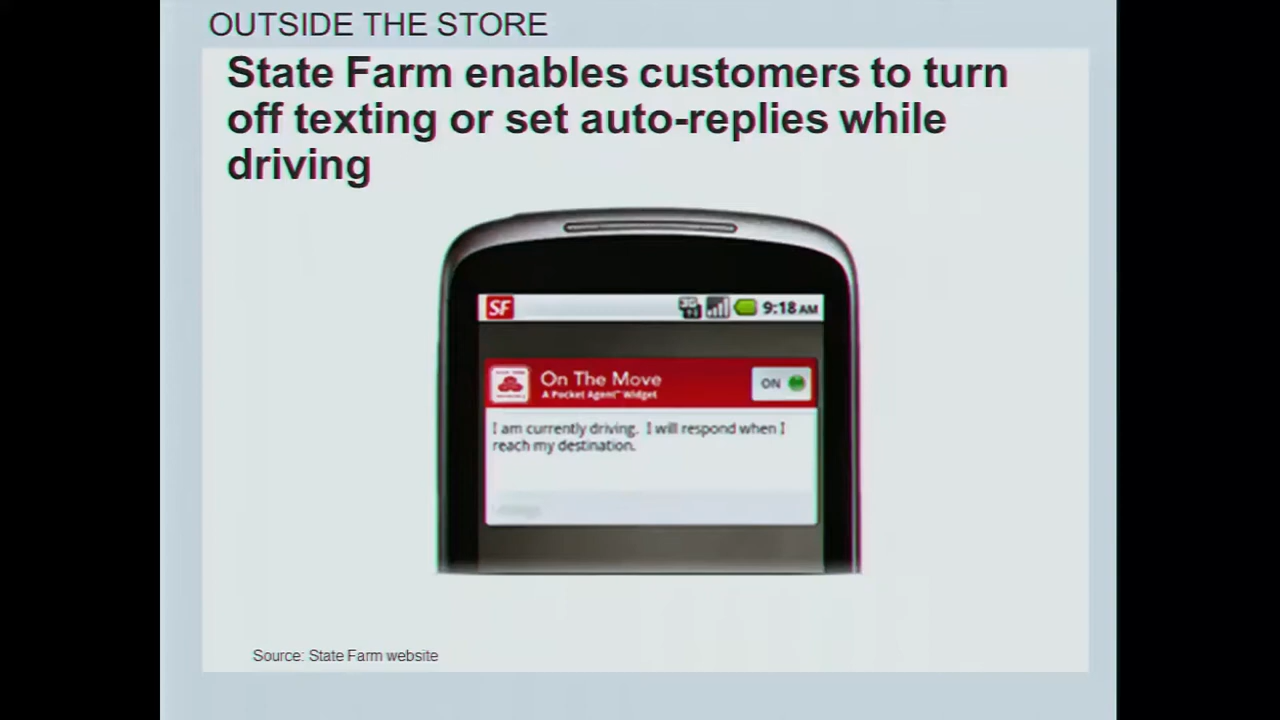 OUTSIDE THE STORE
State Farm enables customers to turn
off texting or set auto-replies while
driving
SF
3G
9:18 AM
On The Move
ON
A Pocket Agent™ Widget
I am currently driving. I will respond when I
reach my destination.
Source: State Farm website